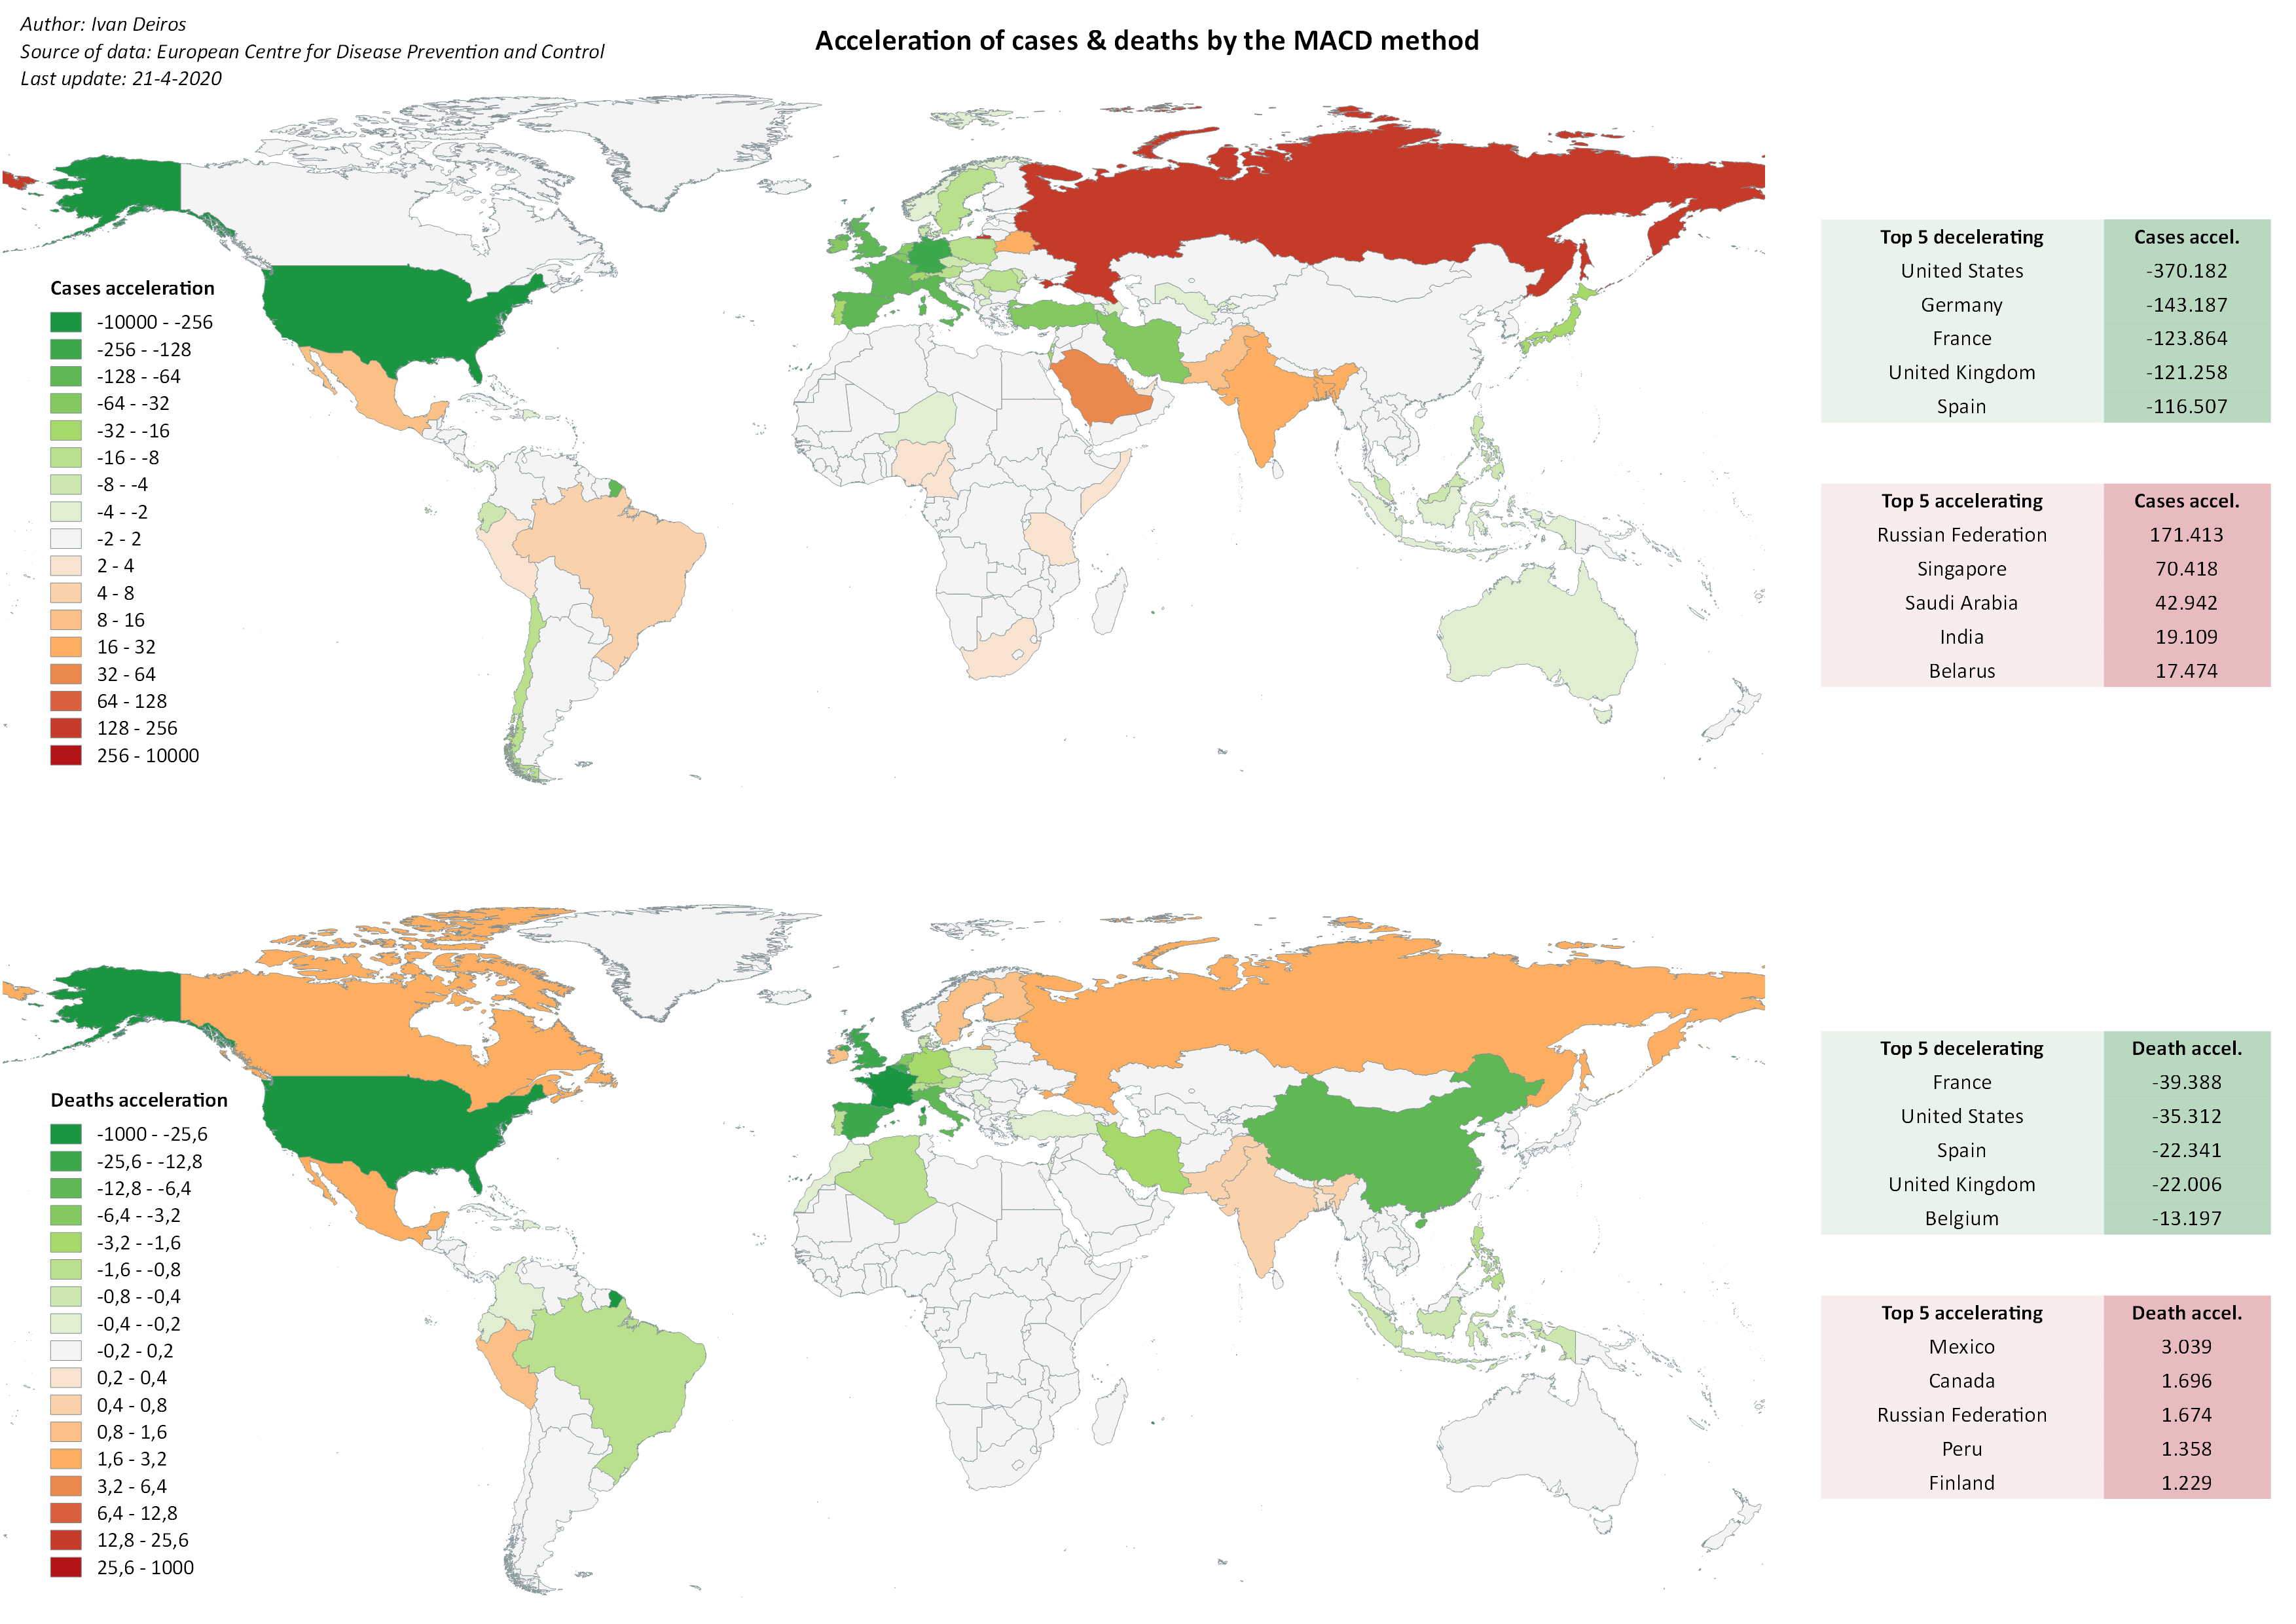 Author: Ivan Deiros
Source of data: European Centre for Disease Prevention and Control
Last update: 21-4-2020
Acceleration of cases & deaths by the MACD method
Cases acceleration
-10000 - -256
-256 - -128
-128 - -64
-64 - -32
-32 - -16
-16 - -8
-8 - -4
-4 - -2
-2 - 2
2 - 4
4 - 8
8 - 16
16 - 32
32 - 64
64 - 128
128 - 256
256 - 10000
Top 5 decelerating Cases accel.
United States -370.182
Germany -143.187
France -123.864
United Kingdom -121.258
Spain -116.507
Top 5 accelerating Cases accel.
Russian Federation 171.413
Singapore 70.418
Saudi Arabia 42.942
India 19.109
Belarus 17.474
Deaths acceleration
-1000 - -25,6
-25,6 - -12,8
-12,8 - -6,4
-6,4 - -3,2
-3,2 - -1,6
-1,6 - -0,8
-0,8 - -0,4
-0,4 - -0,2
-0,2 - 0,2
0,2 - 0,4
0,4 - 0,8
0,8 - 1,6
1,6 - 3,2
3,2 - 6,4
6,4 - 12,8
12,8 - 25,6
25,6 - 1000
Top 5 decelerating Death accel.
France -39.388
United States -35.312
Spain -22.341
United Kingdom -22.006
Belgium -13.197
Top 5 accelerating Death accel.
Mexico 3.039
Canada 1.696
Russian Federation 1.674
Peru 1.358
Finland 1.229